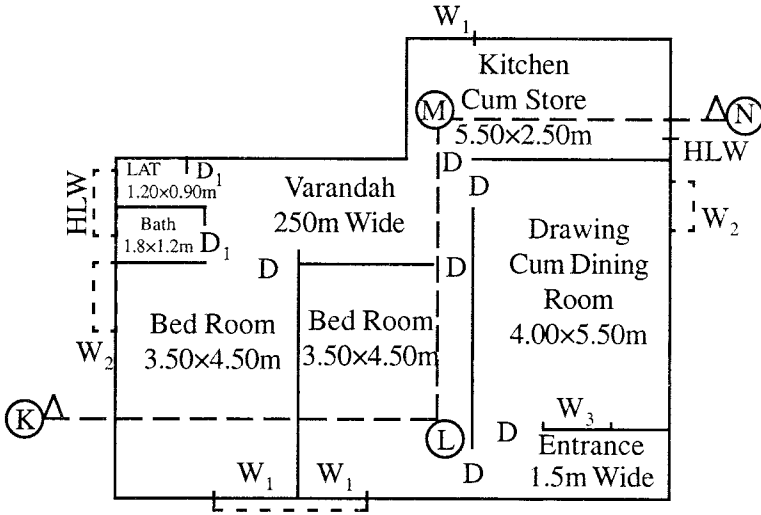 W1
Kitchen
Cum Store
5.50×2.50m
M
N
HLW
D
LAT
1.20×0.90m
D1
HLW
Bath
1.8×1.2m
D1
Varandah
250m Wide
D
W2
Drawing
Cum Dining
Room
4.00×5.50m
D
D
Bed Room
3.50×4.50m
Bed Room
3.50×4.50m
W2
K
L
W3
D
Entrance
1.5m Wide
D
W1
W1